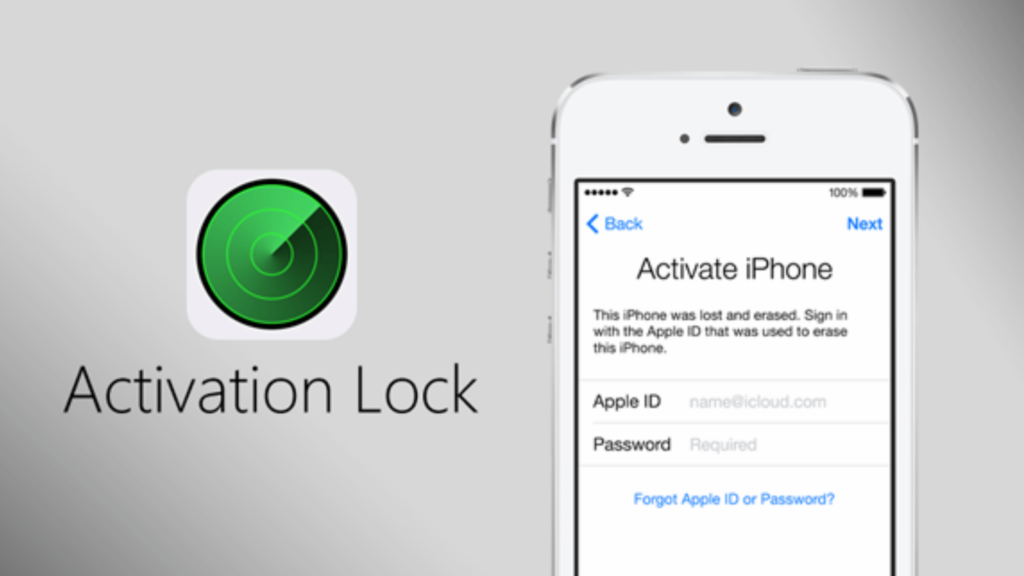 Activation Lock
100%
Back Next
Activate iPhone
This iPhone was lost and erased. Sign in
with the Apple ID that was used to erase
this iPhone.
Apple ID name@icloud.com
Password Required
Forgot Apple ID or Password?